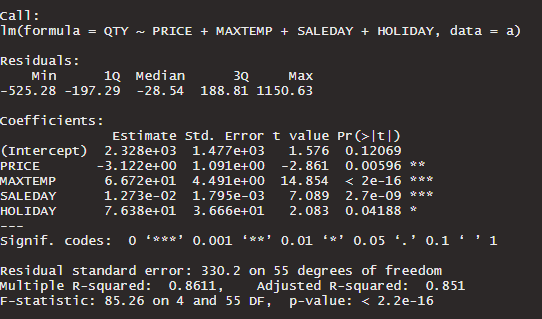 Call:
lm(formula = QTY ~ PRICE + MAXTEMP + SALEDAY + HOLIDAY, data = a)
Residuals:
Min 1Q Median 3Q Max
-525.28 -197.29 -28.54 188.81 1150.63
Coefficients:
Estimate Std. Error t value Pr(>|t|)
(Intercept) 2.328e+03 1.477e+03 1.576 0.12069
PRICE -3.122e+00 1.091e+00 -2.861 0.00596 **
MAXTEMP 6.672e+01 4.491e+00 14.854 < 2e-16 ***
SALEDAY 1.273e-02 1.795e-03 7.089 2.7e-09 ***
HOLIDAY 7.638e+01 3.666e+01 2.083 0.04188 *
---
Signif. codes: 0 ‘***’ 0.001 ‘**’ 0.01 ‘*’ 0.05 ‘.’ 0.1 ‘ ’ 1
Residual standard error: 330.2 on 55 degrees of freedom
Multiple R-squared: 0.8611, Adjusted R-squared: 0.851
F-statistic: 85.26 on 4 and 55 DF, p-value: < 2.2e-16